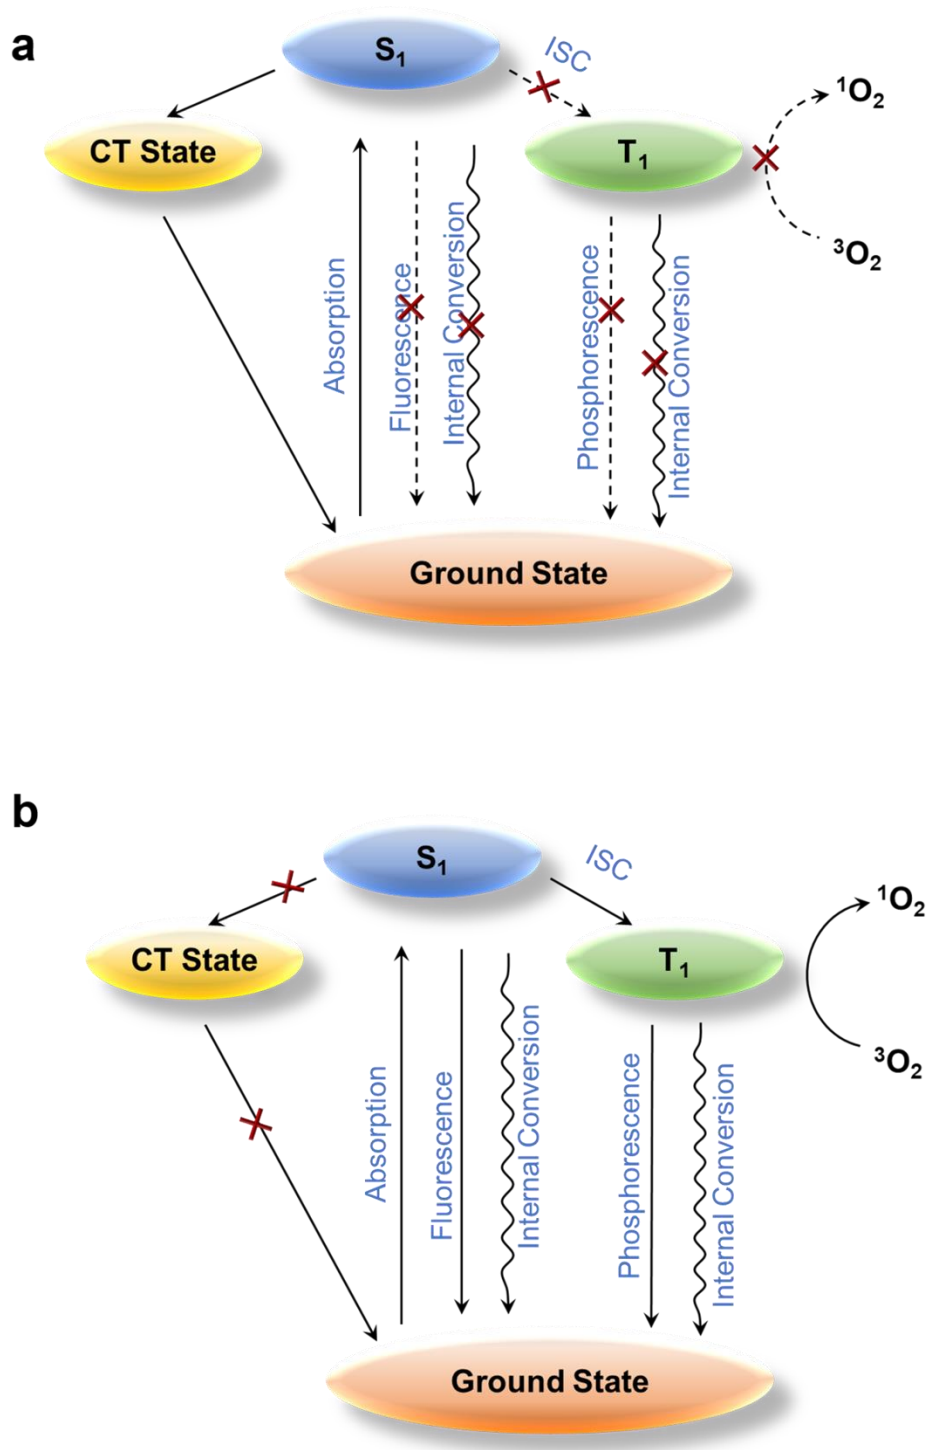 a
S₁
ISC
¹O₂
CT State
T₁
³O₂
Absorption
Fluorescence
Internal Conversion
Phosphorescence
Internal Conversion
Ground State
b
S₁
ISC
¹O₂
CT State
T₁
³O₂
Absorption
Fluorescence
Internal Conversion
Phosphorescence
Internal Conversion
Ground State